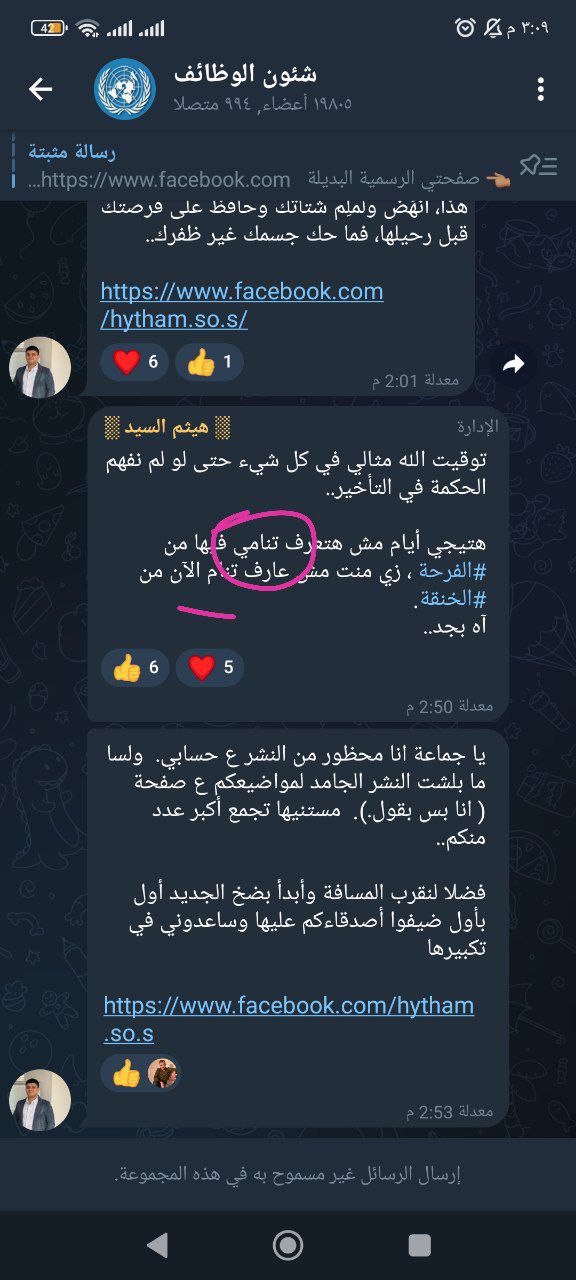 42
٣:٠٩ م
شئون الوظائف
١٩٨٠٥ أعضاء, ٩٩٤ متصلا
رسالة مثبتة
صفحتي الرسمية البديلة 👈🏽 https://www.facebook.com...
هذا، انهَض ولملِم شتاتك وحافظ على فرصتك
قبل رحيلها، فما حك جسمك غير ظفرك..
https://www.facebook.com
/hytham.so.s/
❤️ 6 👍 1
معدلة 2:01 م
░ هيثم السيد ░
الإدارة
توقيت الله مثالي في كل شيء حتى لو لم نفهم
الحكمة في التأخير..
هتيجي أيام مش هتعرف تنامي فيها من
#الفرحة ، زي منت مش عارف تنام الآن من
#الخنقة.
آه بجد..
👍 6 ❤️ 5
معدلة 2:50 م
يا جماعة انا محظور من النشر ع حسابي. ولسا
ما بلشت النشر الجامد لمواضيعكم ع صفحة
( انا بس بقول.). مستنيها تجمع أكبر عدد
منكم..
فضلا لنقرب المسافة وأبدأ بضخ الجديد أول
بأول ضيفوا أصدقاءكم عليها وساعدوني في
تكبيرها
https://www.facebook.com/hytham
.so.s
👍
معدلة 2:53 م
إرسال الرسائل غير مسموح به في هذه المجموعة.